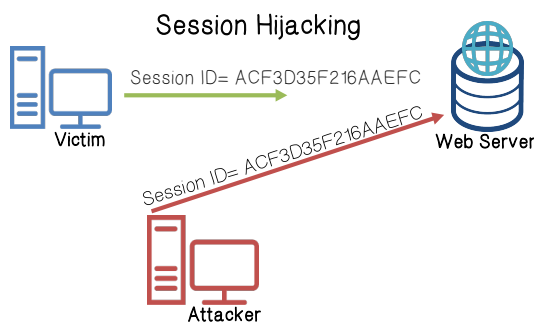 Session Hijacking
Session ID= ACF3D35F216AAEFC
Victim
Web Server
Session ID= ACF3D35F216AAEFC
Attacker